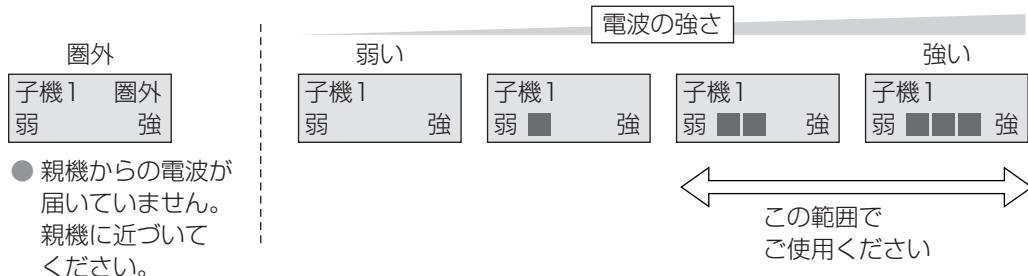 電波の強さ
圏外
弱い
強い
子機1 圏外
弱 強
子機1
弱 強
子機1
弱 ■ 強
子機1
弱 ■■ 強
子機1
弱 ■■■ 強
● 親機からの電波が
届いていません。
親機に近づいて
ください。
この範囲で
ご使用ください